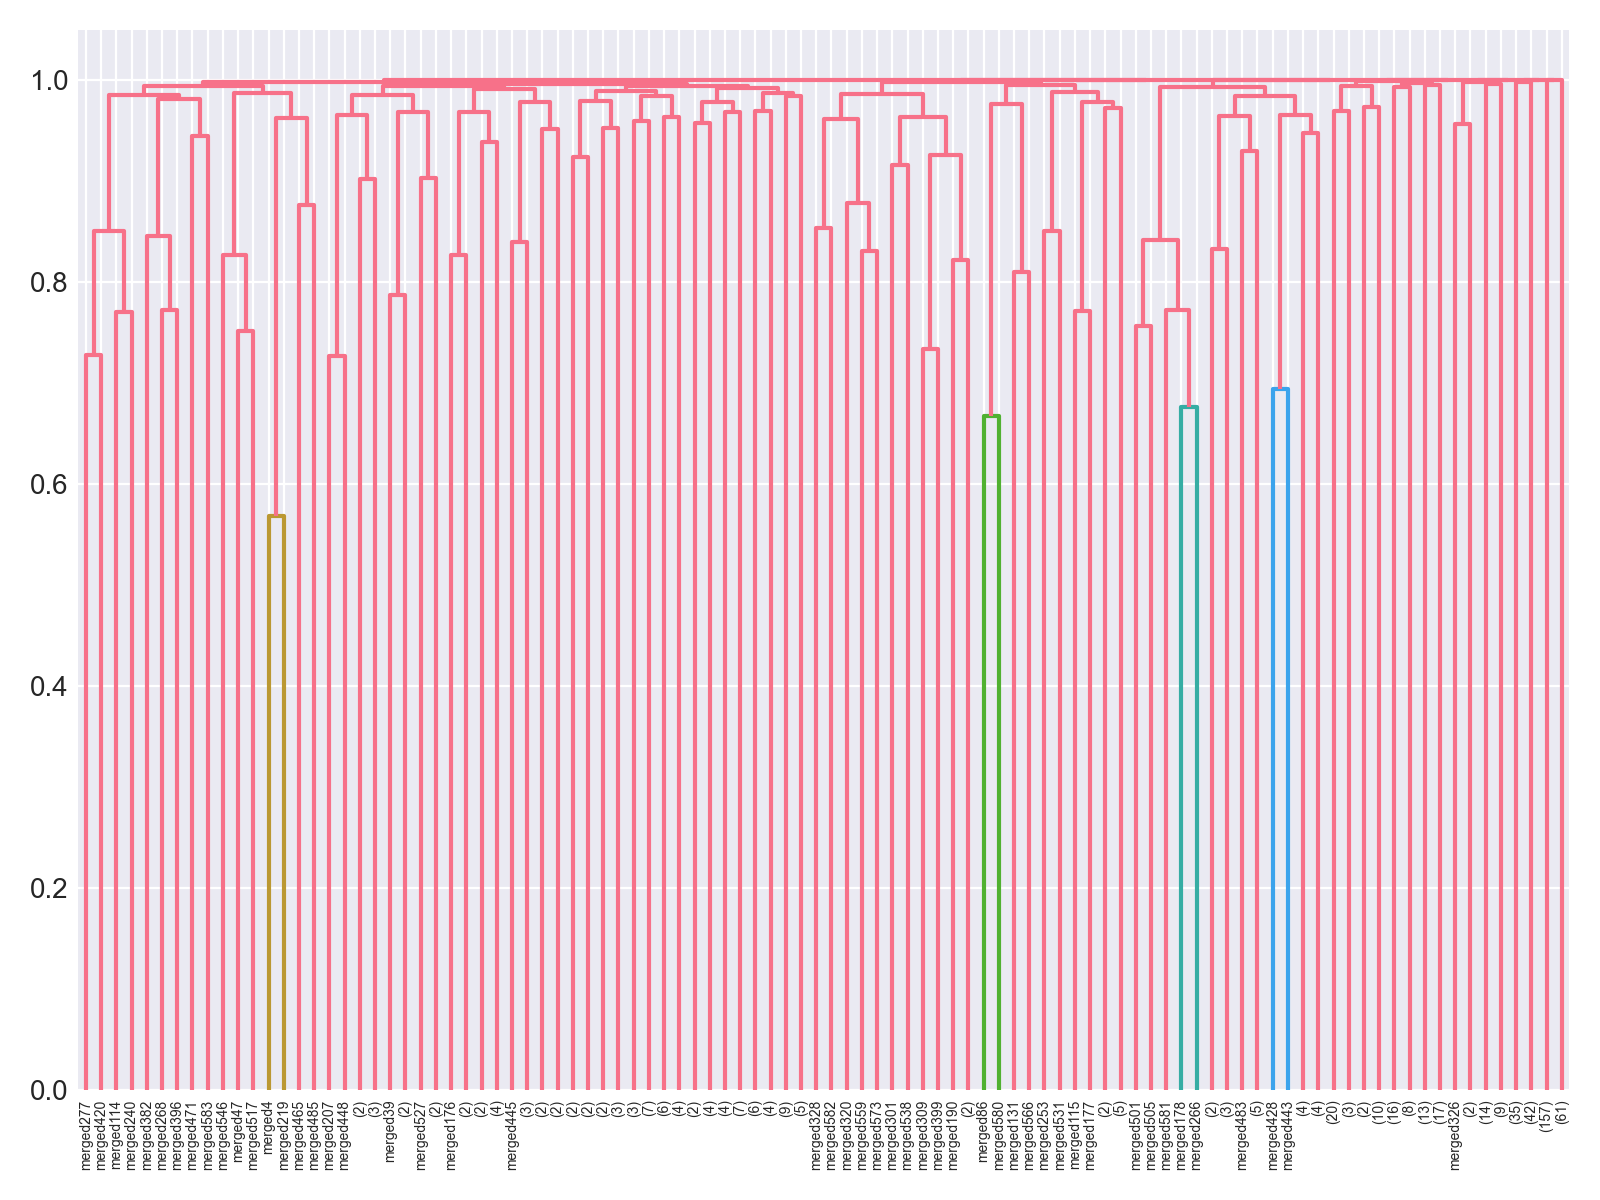 1.0
0.8
0.6
0.4
0.2
0.0
merged277
merged420
merged114
merged240
merged382
merged268
merged396
merged471
merged583
merged546
merged47
merged517
merged4
merged219
merged465
merged485
merged207
merged448
(2)
(3)
merged39
(2)
merged527
(2)
merged176
(2)
(2)
(4)
merged445
(3)
(2)
(2)
(2)
(2)
(2)
(3)
(3)
(7)
(6)
(4)
(2)
(4)
(4)
(7)
(6)
(4)
(9)
(5)
merged328
merged582
merged320
merged559
merged573
merged301
merged538
merged309
merged399
merged190
(2)
merged86
merged580
merged131
merged566
merged253
merged531
merged115
merged177
(2)
(5)
merged501
merged505
merged581
merged178
merged266
(2)
(3)
merged483
(5)
merged428
merged443
(4)
(4)
(20)
(3)
(2)
(10)
(16)
(8)
(13)
(17)
merged326
(2)
(14)
(9)
(35)
(42)
(157)
(61)